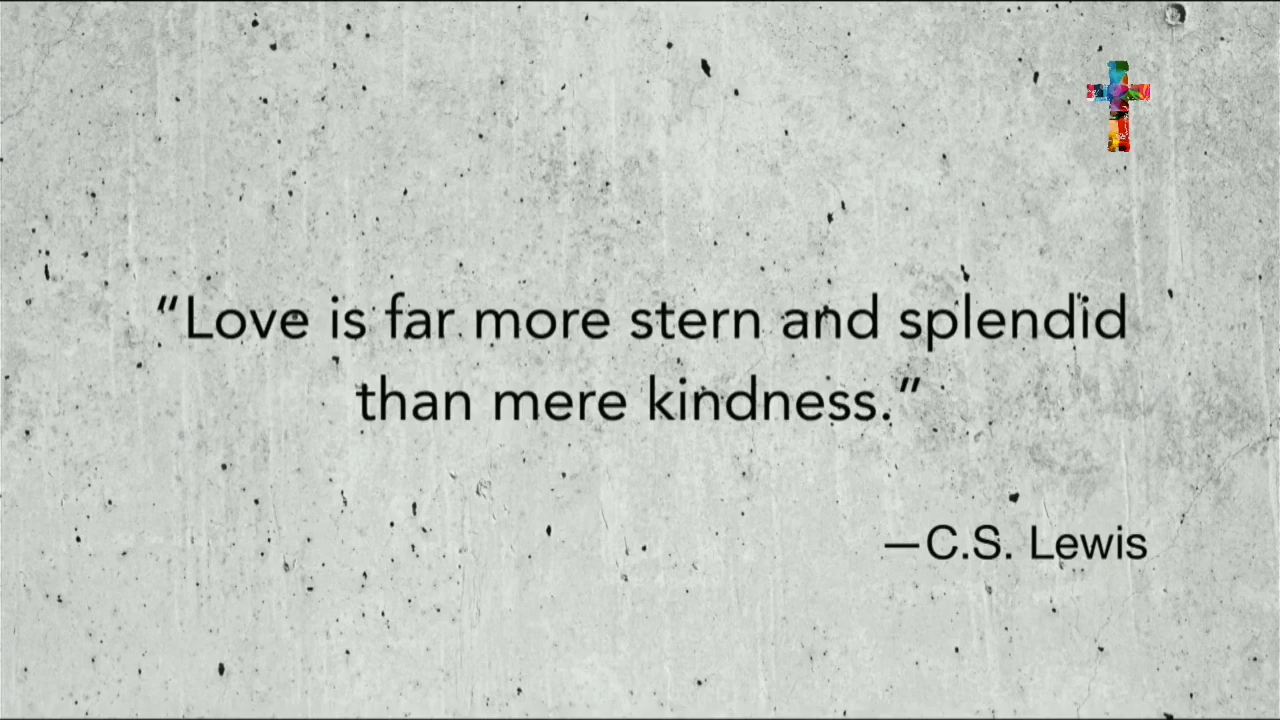 “Love is far more stern and splendid
than mere kindness.”
—C.S. Lewis